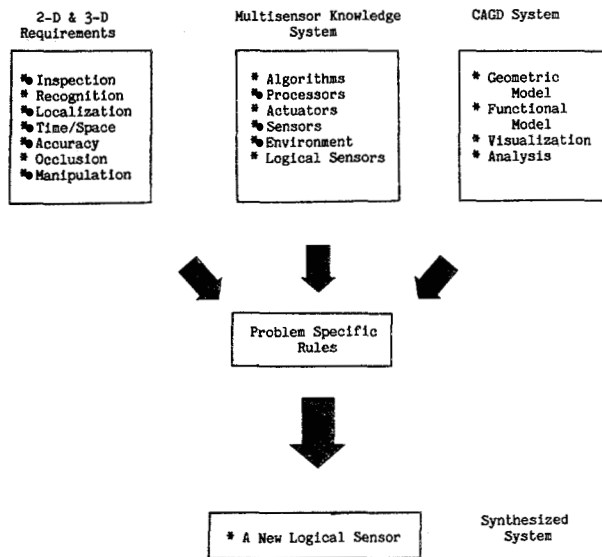 2-D & 3-D
Requirements
* Inspection
* Recognition
* Localization
* Time/Space
* Accuracy
* Occlusion
* Manipulation
Multisensor Knowledge
System
* Algorithms
* Processors
* Actuators
* Sensors
* Environment
* Logical Sensors
CAGD System
* Geometric
Model
* Functional
Model
* Visualization
* Analysis
Problem Specific
Rules
* A New Logical Sensor
Synthesized
System